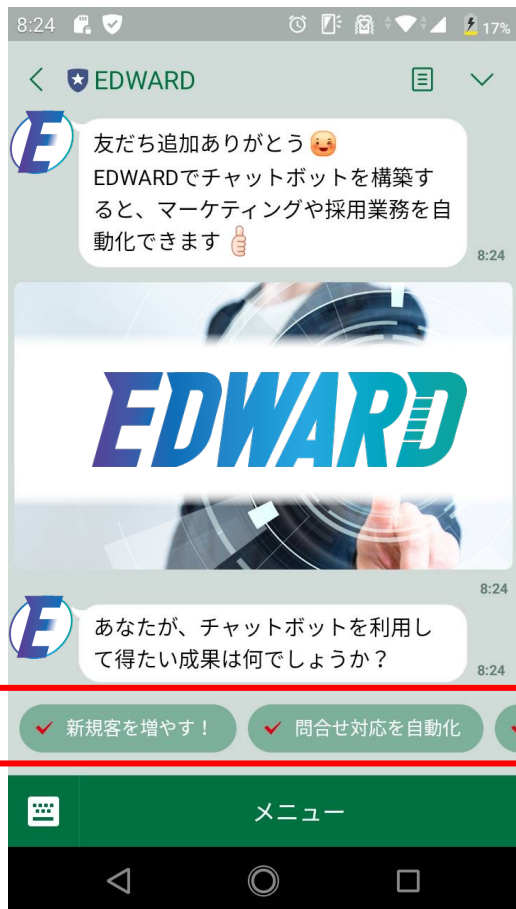 8:24
17%
EDWARD
友だち追加ありがとう
EDWARDでチャットボットを構築す
ると、マーケティングや採用業務を自
動化できます
8:24
EDWARD
8:24
あなたが、チャットボットを利用し
て得たい成果は何でしょうか？
8:24
新規客を増やす！
問合せ対応を自動化
メニュー